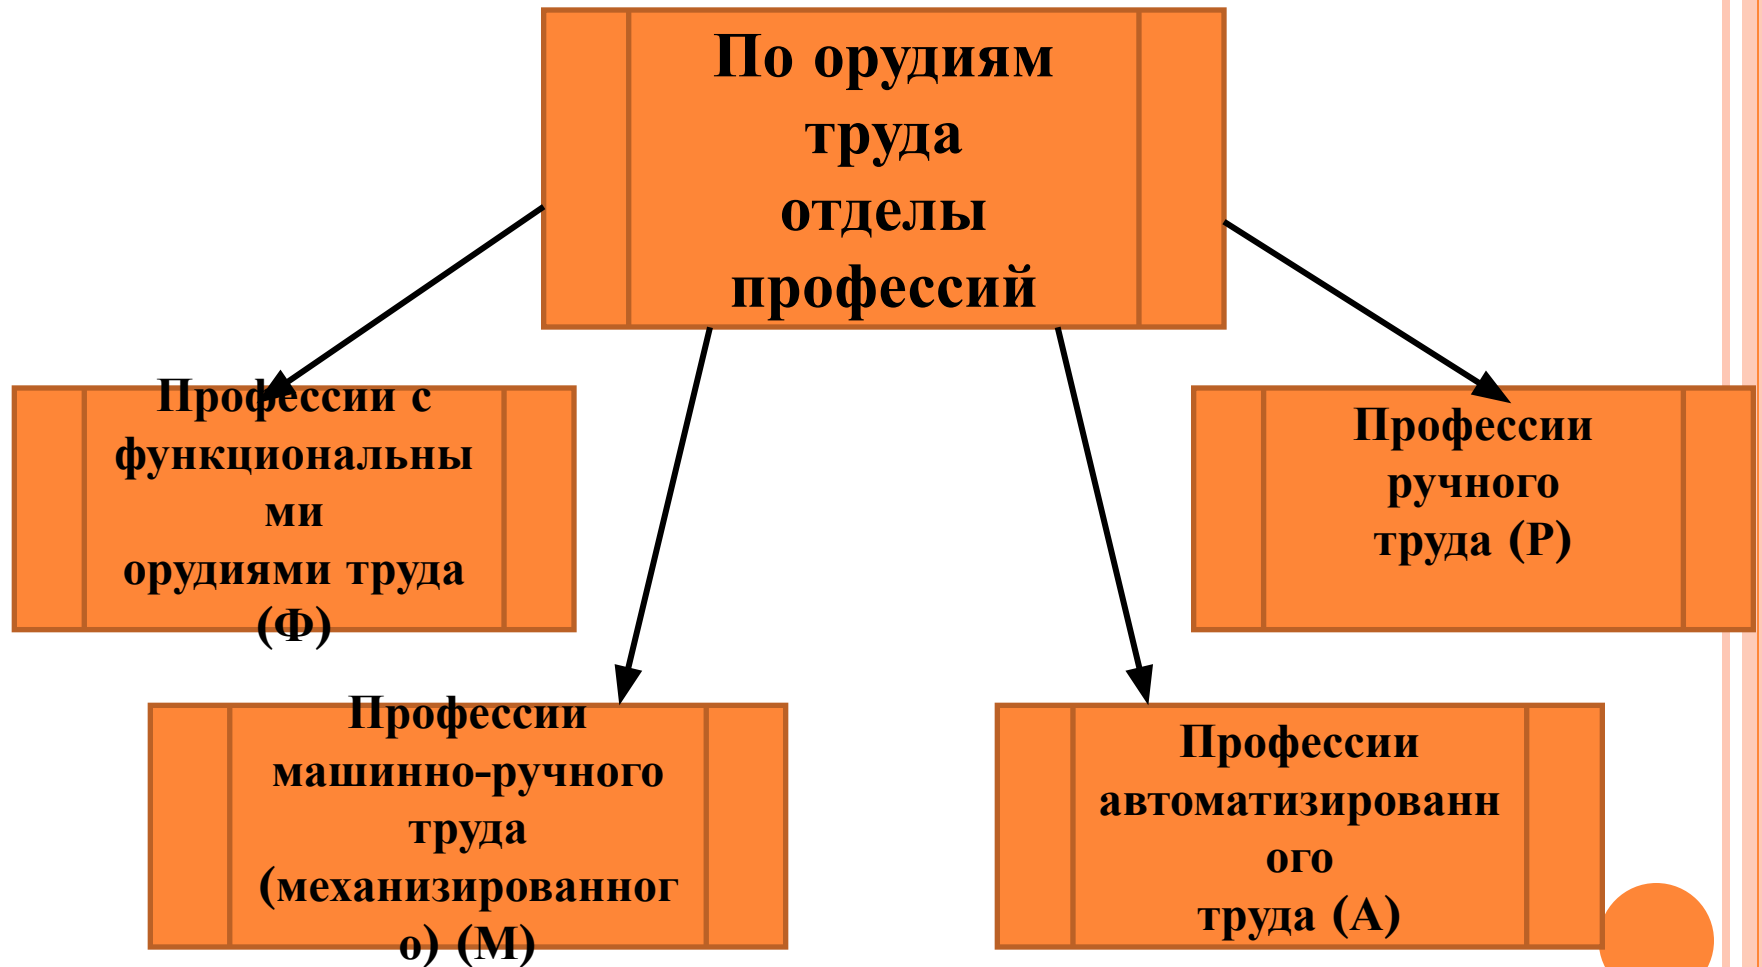 По орудиям
труда
отделы
профессий
Профессии с
функциональны
ми
орудиями труда
(Ф)
Профессии
ручного
труда (Р)
Профессии
машинно-ручного
труда
(механизированног
о) (М)
Профессии
автоматизированн
ого
труда (А)